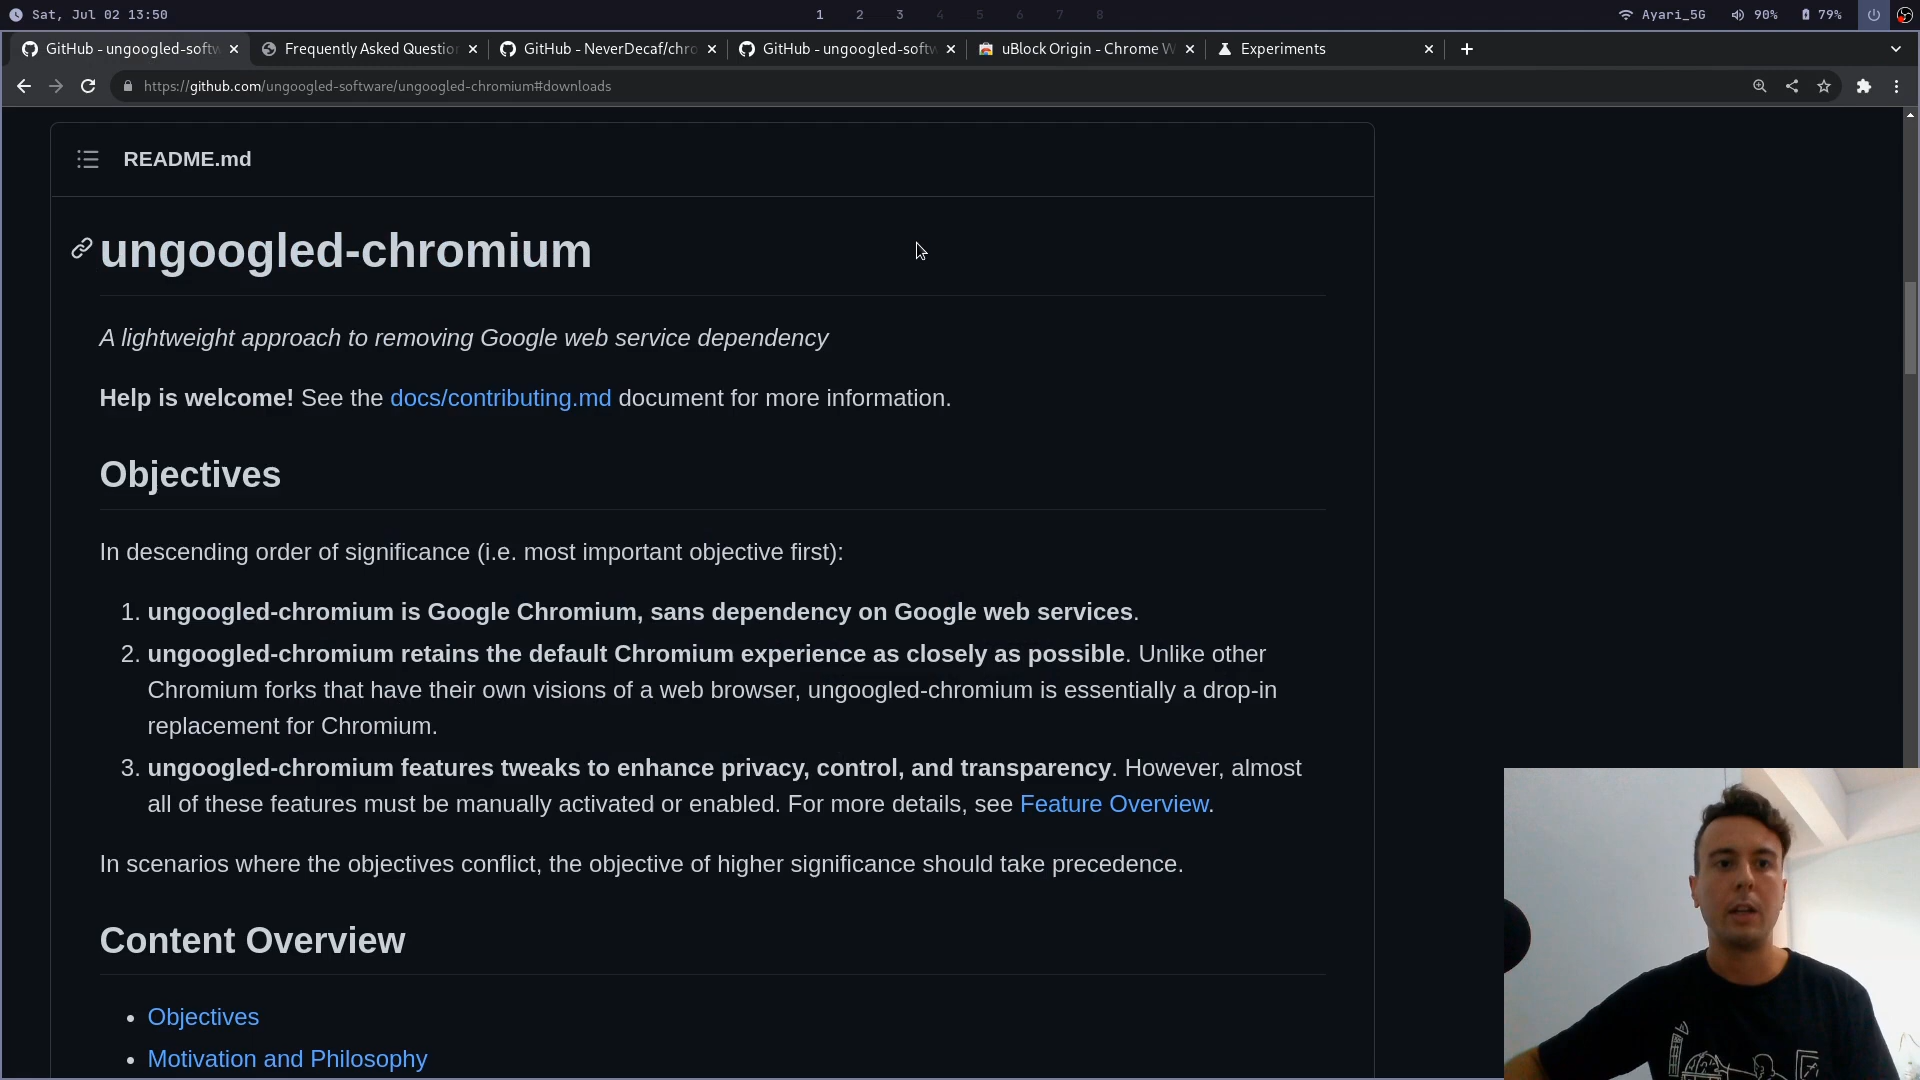 Sat, Jul 02 13:50
1 2 3 4 5 6 7 8
Ayari_5G 90% 79%
GitHub - ungoogled-softw
Frequently Asked Question
GitHub - NeverDecaf/chro
GitHub - ungoogled-softw
uBlock Origin - Chrome W
Experiments
https://github.com/ungoogled-software/ungoogled-chromium#downloads
README.md
ungoogled-chromium
A lightweight approach to removing Google web service dependency
Help is welcome! See the docs/contributing.md document for more information.
Objectives
In descending order of significance (i.e. most important objective first):
1. ungoogled-chromium is Google Chromium, sans dependency on Google web services.
2. ungoogled-chromium retains the default Chromium experience as closely as possible. Unlike other
Chromium forks that have their own visions of a web browser, ungoogled-chromium is essentially a drop-in
replacement for Chromium.
3. ungoogled-chromium features tweaks to enhance privacy, control, and transparency. However, almost
all of these features must be manually activated or enabled. For more details, see Feature Overview.
In scenarios where the objectives conflict, the objective of higher significance should take precedence.
Content Overview
• Objectives
• Motivation and Philosophy